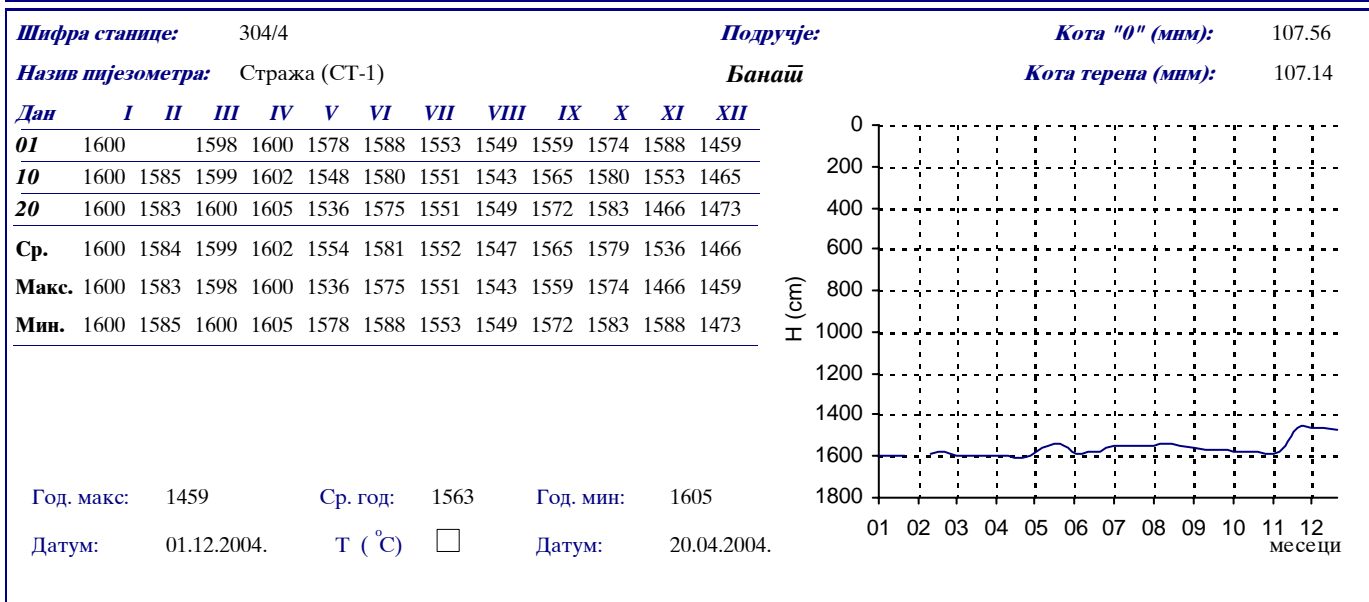 Шифра станице: 304/4 Подручје: Кота "0" (мнм): 107.56
Назив пијезометра: Стража (СТ-1) Банат Кота терена (мнм): 107.14
Дан I II III IV V VI VII VIII IX X XI XII
01 1600 1598 1600 1578 1588 1553 1549 1559 1574 1588 1459
10 1600 1585 1599 1602 1548 1580 1551 1543 1565 1580 1553 1465
20 1600 1583 1600 1605 1536 1575 1551 1549 1572 1583 1466 1473
Ср. 1600 1584 1599 1602 1554 1581 1552 1547 1565 1579 1536 1466
Макс. 1600 1583 1598 1600 1536 1575 1551 1543 1559 1574 1466 1459
Мин. 1600 1585 1600 1605 1578 1588 1553 1549 1572 1583 1588 1473
Год. макс: 1459 Ср. год: 1563 Год. мин: 1605
Датум: 01.12.2004. Т (°C) Датум: 20.04.2004.
H (cm)
0
200
400
600
800
1000
1200
1400
1600
1800
01 02 03 04 05 06 07 08 09 10 11 12
месеци